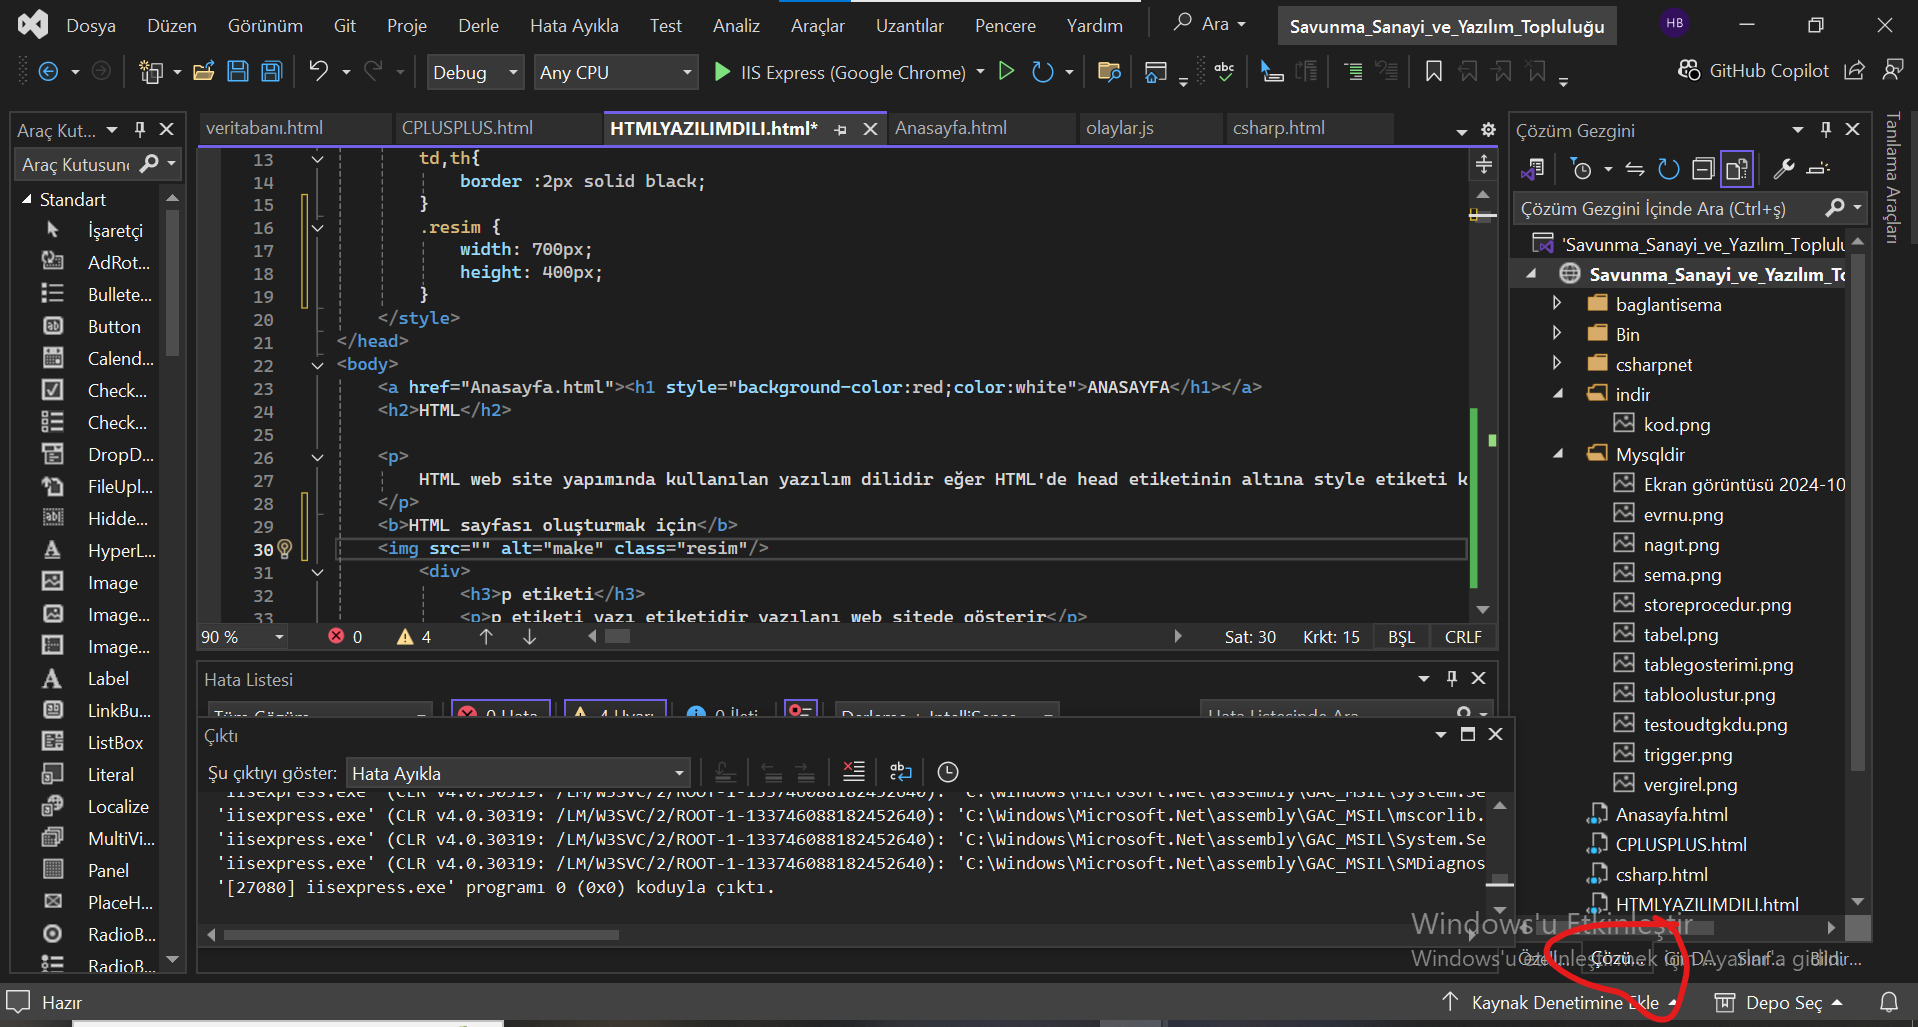 Dosya Düzen Görünüm Git Proje Derle Hata Ayıkla Test Analiz Araçlar Uzantılar Pencere Yardım Ara Savunma_Sanayi_ve_Yazılım_Topluluğu HB
Debug Any CPU IIS Express (Google Chrome) abc GitHub Copilot
Araç Kut...
Araç Kutusunc
Standart
İşaretçi
AdRot...
Bullete...
Button
Calend...
Check...
Check...
DropD...
FileUpl...
Hidde...
HyperL...
Image
Image...
Image...
Label
LinkBu...
ListBox
Literal
Localize
MultiVi...
Panel
PlaceH...
RadioB...
RadioB...
veritabanı.html CPLUSPLUS.html HTMLYAZILIMDILI.html* Anasayfa.html olaylar.js csharp.html
13 td,th{
14 border :2px solid black;
15 }
16 .resim {
17 width: 700px;
18 height: 400px;
19 }
20 </style>
21 </head>
22 <body>
23 <a href="Anasayfa.html"><h1 style="background-color:red;color:white">ANASAYFA</h1></a>
24 <h2>HTML</h2>
25
26 <p>
27 HTML web site yapımında kullanılan yazılım dilidir eğer HTML'de head etiketinin altına style etiketi k
28 </p>
29 <b>HTML sayfası oluşturmak için</b>
30 <img src="" alt="make" class="resim"/>
31 <div>
32 <h3>p etiketi</h3>
33 <p>p etiketi yazı etiketidir yazılanı web sitede gösterir</p>
90 % 0 4 Sat: 30 Krkt: 15 BŞL CRLF
Hata Listesi
Tüm Çözüm 0 Hata 4 Uyarı 0 İleti Derleme + IntelliSense Hata Listesinde Ara
Çıktı
Şu çıktıyı göster: Hata Ayıkla
'iisexpress.exe' (CLR v4.0.30319: /LM/W3SVC/2/ROOT-1-133746088182452640): 'C:\Windows\Microsoft.Net\assembly\GAC_MSIL\System.Se
'iisexpress.exe' (CLR v4.0.30319: /LM/W3SVC/2/ROOT-1-133746088182452640): 'C:\Windows\Microsoft.Net\assembly\GAC_MSIL\mscorlib.
'iisexpress.exe' (CLR v4.0.30319: /LM/W3SVC/2/ROOT-1-133746088182452640): 'C:\Windows\Microsoft.Net\assembly\GAC_MSIL\System.Se
'iisexpress.exe' (CLR v4.0.30319: /LM/W3SVC/2/ROOT-1-133746088182452640): 'C:\Windows\Microsoft.Net\assembly\GAC_MSIL\SMDiagnos
'[27080] iisexpress.exe' programı 0 (0x0) koduyla çıktı.
Çözüm Gezgini
Çözüm Gezgini İçinde Ara (Ctrl+ş)
'Savunma_Sanayi_ve_Yazılım_Toplulu
Savunma_Sanayi_ve_Yazılım_To
baglantisema
Bin
csharpnet
indir
kod.png
Mysqldir
Ekran görüntüsü 2024-10
evrnu.png
nagıt.png
sema.png
storeprocedur.png
tabel.png
tablegosterimi.png
tabloolustur.png
testoudtgkdu.png
trigger.png
vergirel.png
Anasayfa.html
CPLUSPLUS.html
csharp.html
HTMLYAZILIMDILI.html
Tanılama Araçları
Windows'u Etkinleştir
Windows'u etkinleştirmek için Ayarlar'a gidin.
Özell... Çözü... Git D... Sınıf... Bildir...
Hazır Kaynak Denetimine Ekle Depo Seç